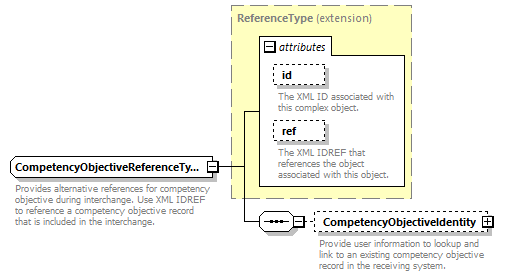 ReferenceType (extension)
attributes
id
The XML ID associated with
this complex object.
ref
The XML IDREF that
references the object
associated with this object.
CompetencyObjectiveReferenceTy...
Provides alternative references for competency
objective during interchange. Use XML IDREF
to reference a competency objective record
that is included in the interchange.
CompetencyObjectiveIdentity
Provide user information to lookup and
link to an existing competency objective
record in the receiving system.